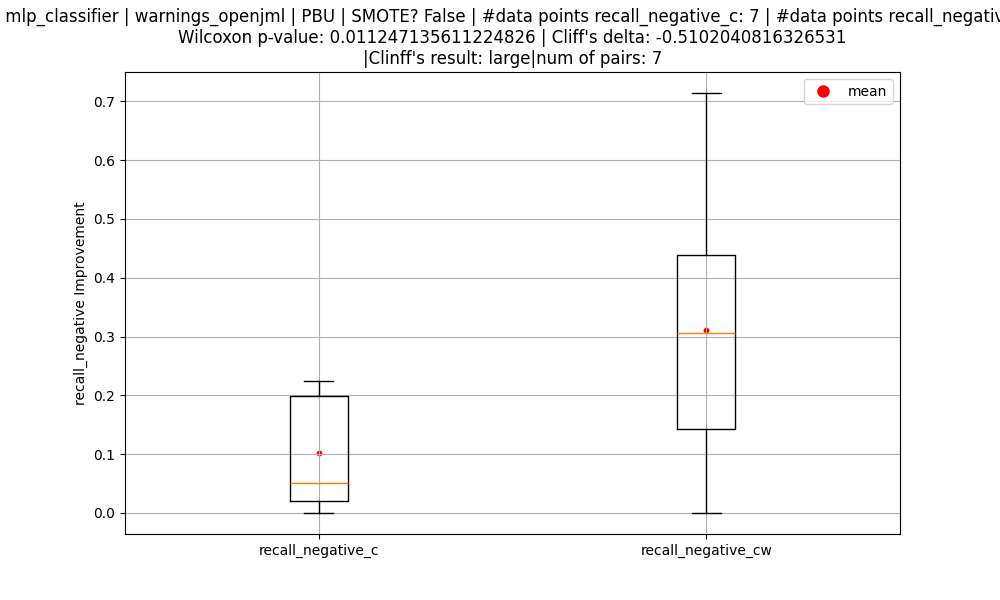 mlp_classifier | warnings_openjml | PBU | SMOTE? False | #data points recall_negative_c: 7 | #data points
Wilcoxon p-value: 0.011247135611224826 | Cliff's delta: -0.5102040816326531
|Clinff's result: large|num of pairs: 7
mean
0.7
0.6
0.5
0.4
0.3
0.2
0.1
0.0
recall_negative Improvement
recall_negative_c
recall_negative_cw